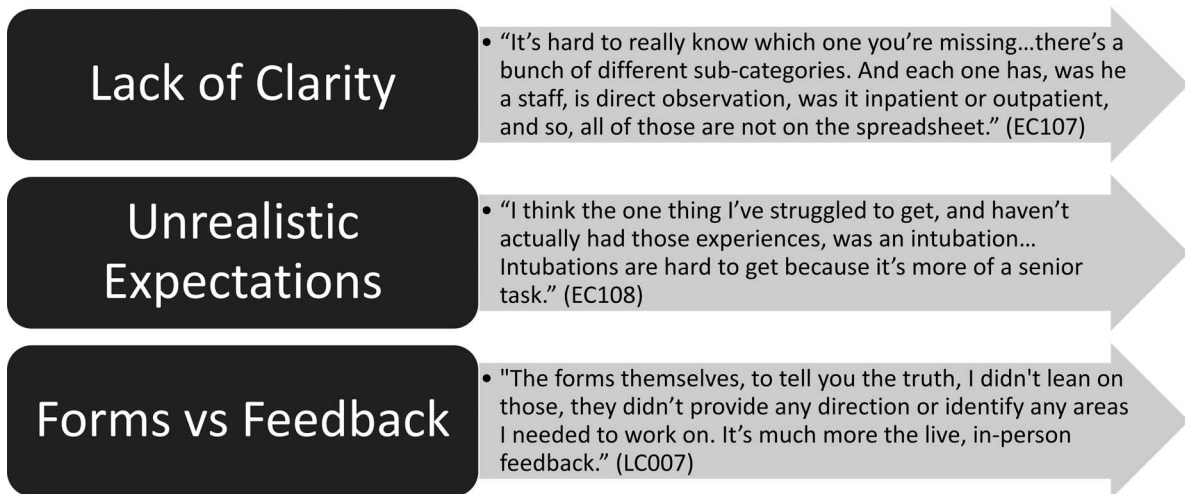 Lack of Clarity
• “It’s hard to really know which one you’re missing…there’s a
bunch of different sub-categories. And each one has, was he
a staff, is direct observation, was it inpatient or outpatient,
and so, all of those are not on the spreadsheet.” (EC107)
Unrealistic
Expectations
• “I think the one thing I’ve struggled to get, and haven’t
actually had those experiences, was an intubation…
Intubations are hard to get because it’s more of a senior
task.” (EC108)
Forms vs Feedback
• "The forms themselves, to tell you the truth, I didn't lean on
those, they didn’t provide any direction or identify any areas
I needed to work on. It’s much more the live, in-person
feedback.” (LC007)